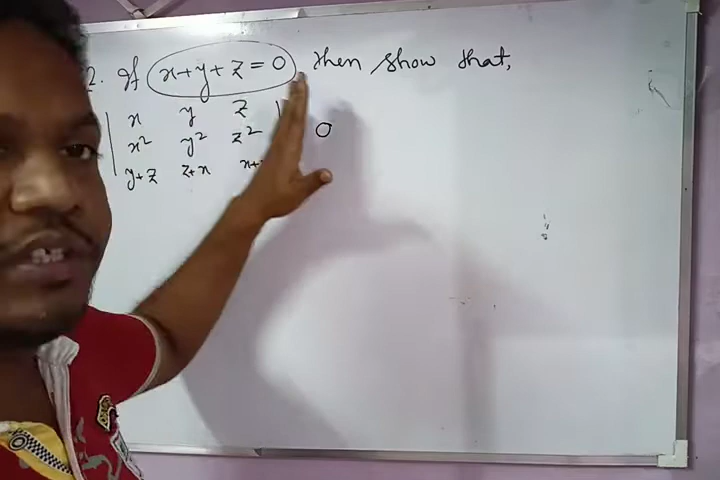 2. If x+y+z=0 then show that,
| x y z |
x² y² z² 0
y+z z+x x+